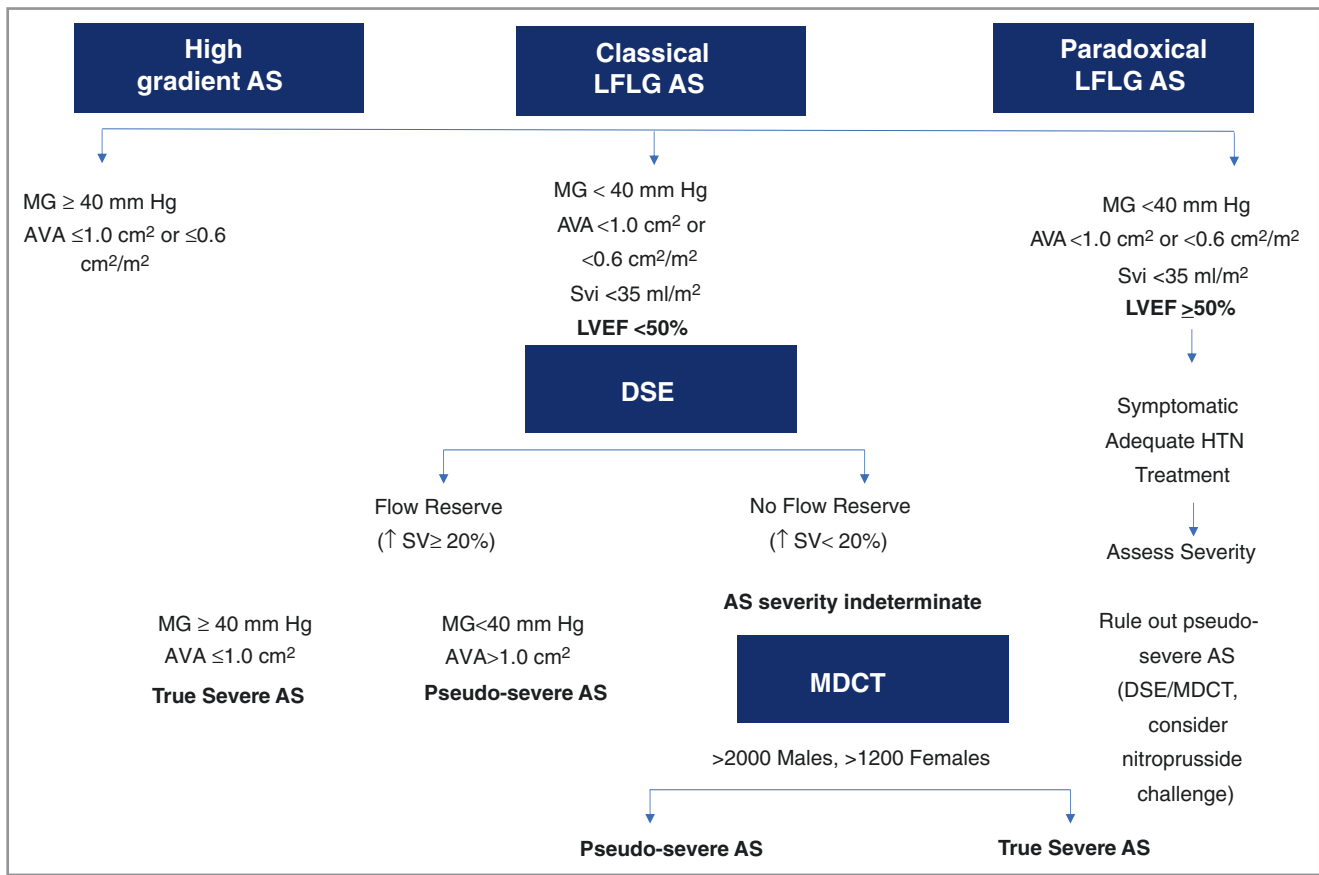 High
gradient AS
Classical
LFLG AS
Paradoxical
LFLG AS
MG ≥ 40 mm Hg
AVA ≤1.0 cm² or ≤0.6
cm²/m²
MG < 40 mm Hg
AVA <1.0 cm² or
<0.6 cm²/m²
Svi <35 ml/m²
LVEF <50%
MG <40 mm Hg
AVA <1.0 cm² or <0.6 cm²/m²
Svi <35 ml/m²
LVEF ≥50%
DSE
Symptomatic
Adequate HTN
Treatment
Flow Reserve
(↑ SV≥ 20%)
No Flow Reserve
(↑ SV< 20%)
Assess Severity
AS severity indeterminate
MG ≥ 40 mm Hg
AVA ≤1.0 cm²
True Severe AS
MG<40 mm Hg
AVA>1.0 cm²
Pseudo-severe AS
MDCT
Rule out pseudo-
severe AS
(DSE/MDCT,
consider
nitroprusside
challenge)
>2000 Males, >1200 Females
Pseudo-severe AS
True Severe AS